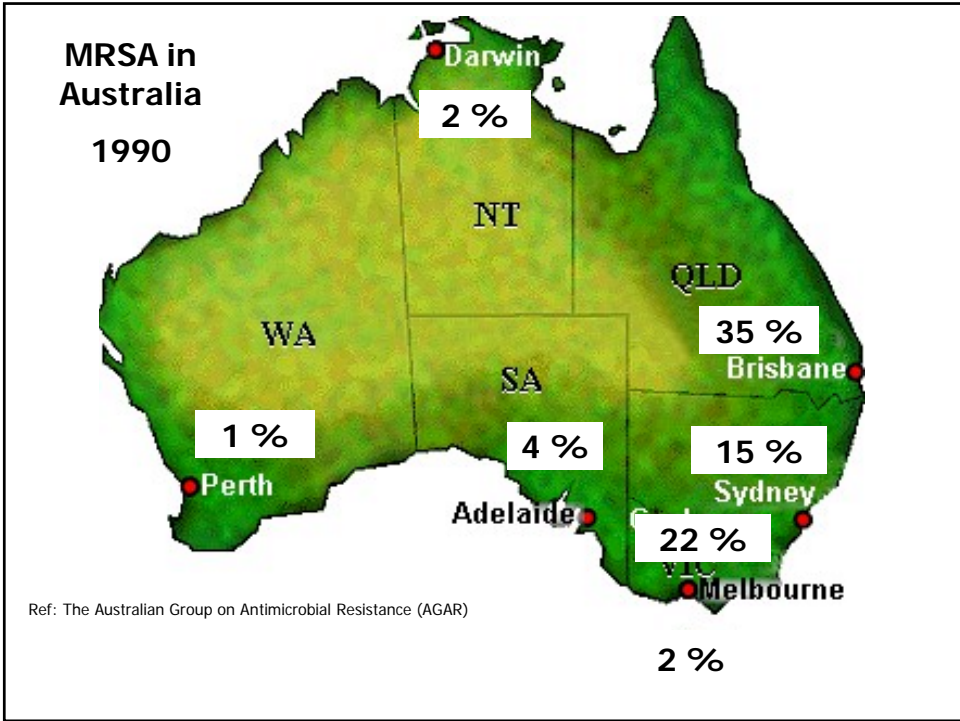 MRSA in
Australia
1990
Darwin
2 %
NT
QLD
35 %
Brisbane
WA
SA
1 %
4 %
15 %
Perth
Sydney
Adelaide
22 %
VIC
Melbourne
Ref: The Australian Group on Antimicrobial Resistance (AGAR)
2 %